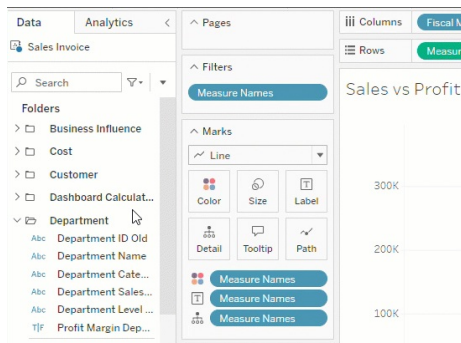 Data Analytics <
Sales Invoice
Search
Folders
Business Influence
Cost
Customer
Dashboard Calculat...
Department
Abc Department ID Old
Abc Department Name
Abc Department Cate...
Abc Department Sales...
Abc Department Level ...
T|F Profit Margin Dep...
Pages
Filters
Measure Names
Marks
Line
Color Size Label
Detail Tooltip Path
Measure Names
T Measure Names
Measure Names
iii Columns Fiscal M
Rows Measur
Sales vs Profit
300K
200K
100K